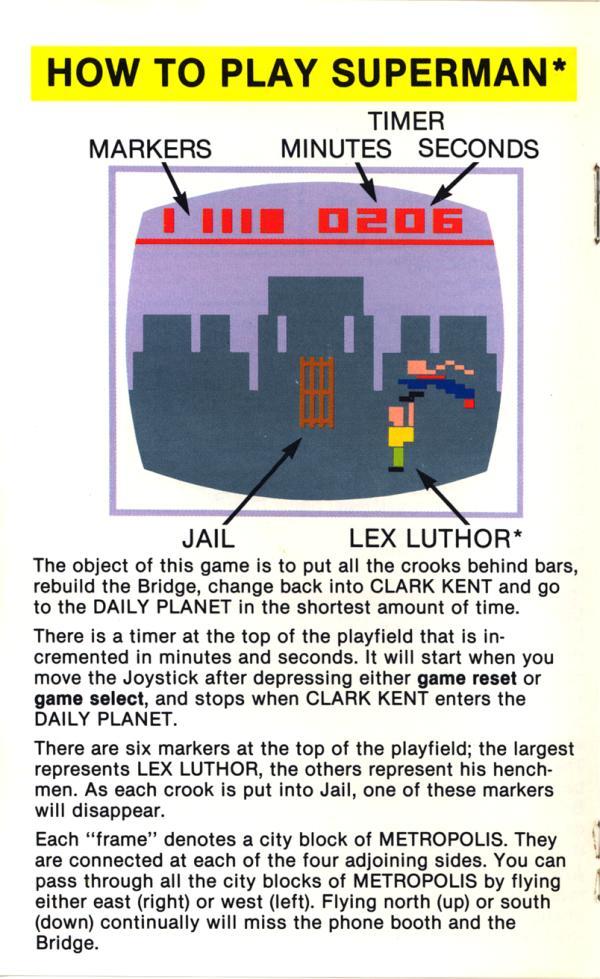 HOW TO PLAY SUPERMAN*
TIMER
MARKERS MINUTES SECONDS
0206
JAIL LEX LUTHOR*
The object of this game is to put all the crooks behind bars,
rebuild the Bridge, change back into CLARK KENT and go
to the DAILY PLANET in the shortest amount of time.
There is a timer at the top of the playfield that is in-
cremented in minutes and seconds. It will start when you
move the Joystick after depressing either game reset or
game select, and stops when CLARK KENT enters the
DAILY PLANET.
There are six markers at the top of the playfield; the largest
represents LEX LUTHOR, the others represent his hench-
men. As each crook is put into Jail, one of these markers
will disappear.
Each “frame” denotes a city block of METROPOLIS. They
are connected at each of the four adjoining sides. You can
pass through all the city blocks of METROPOLIS by flying
either east (right) or west (left). Flying north (up) or south
(down) continually will miss the phone booth and the
Bridge.